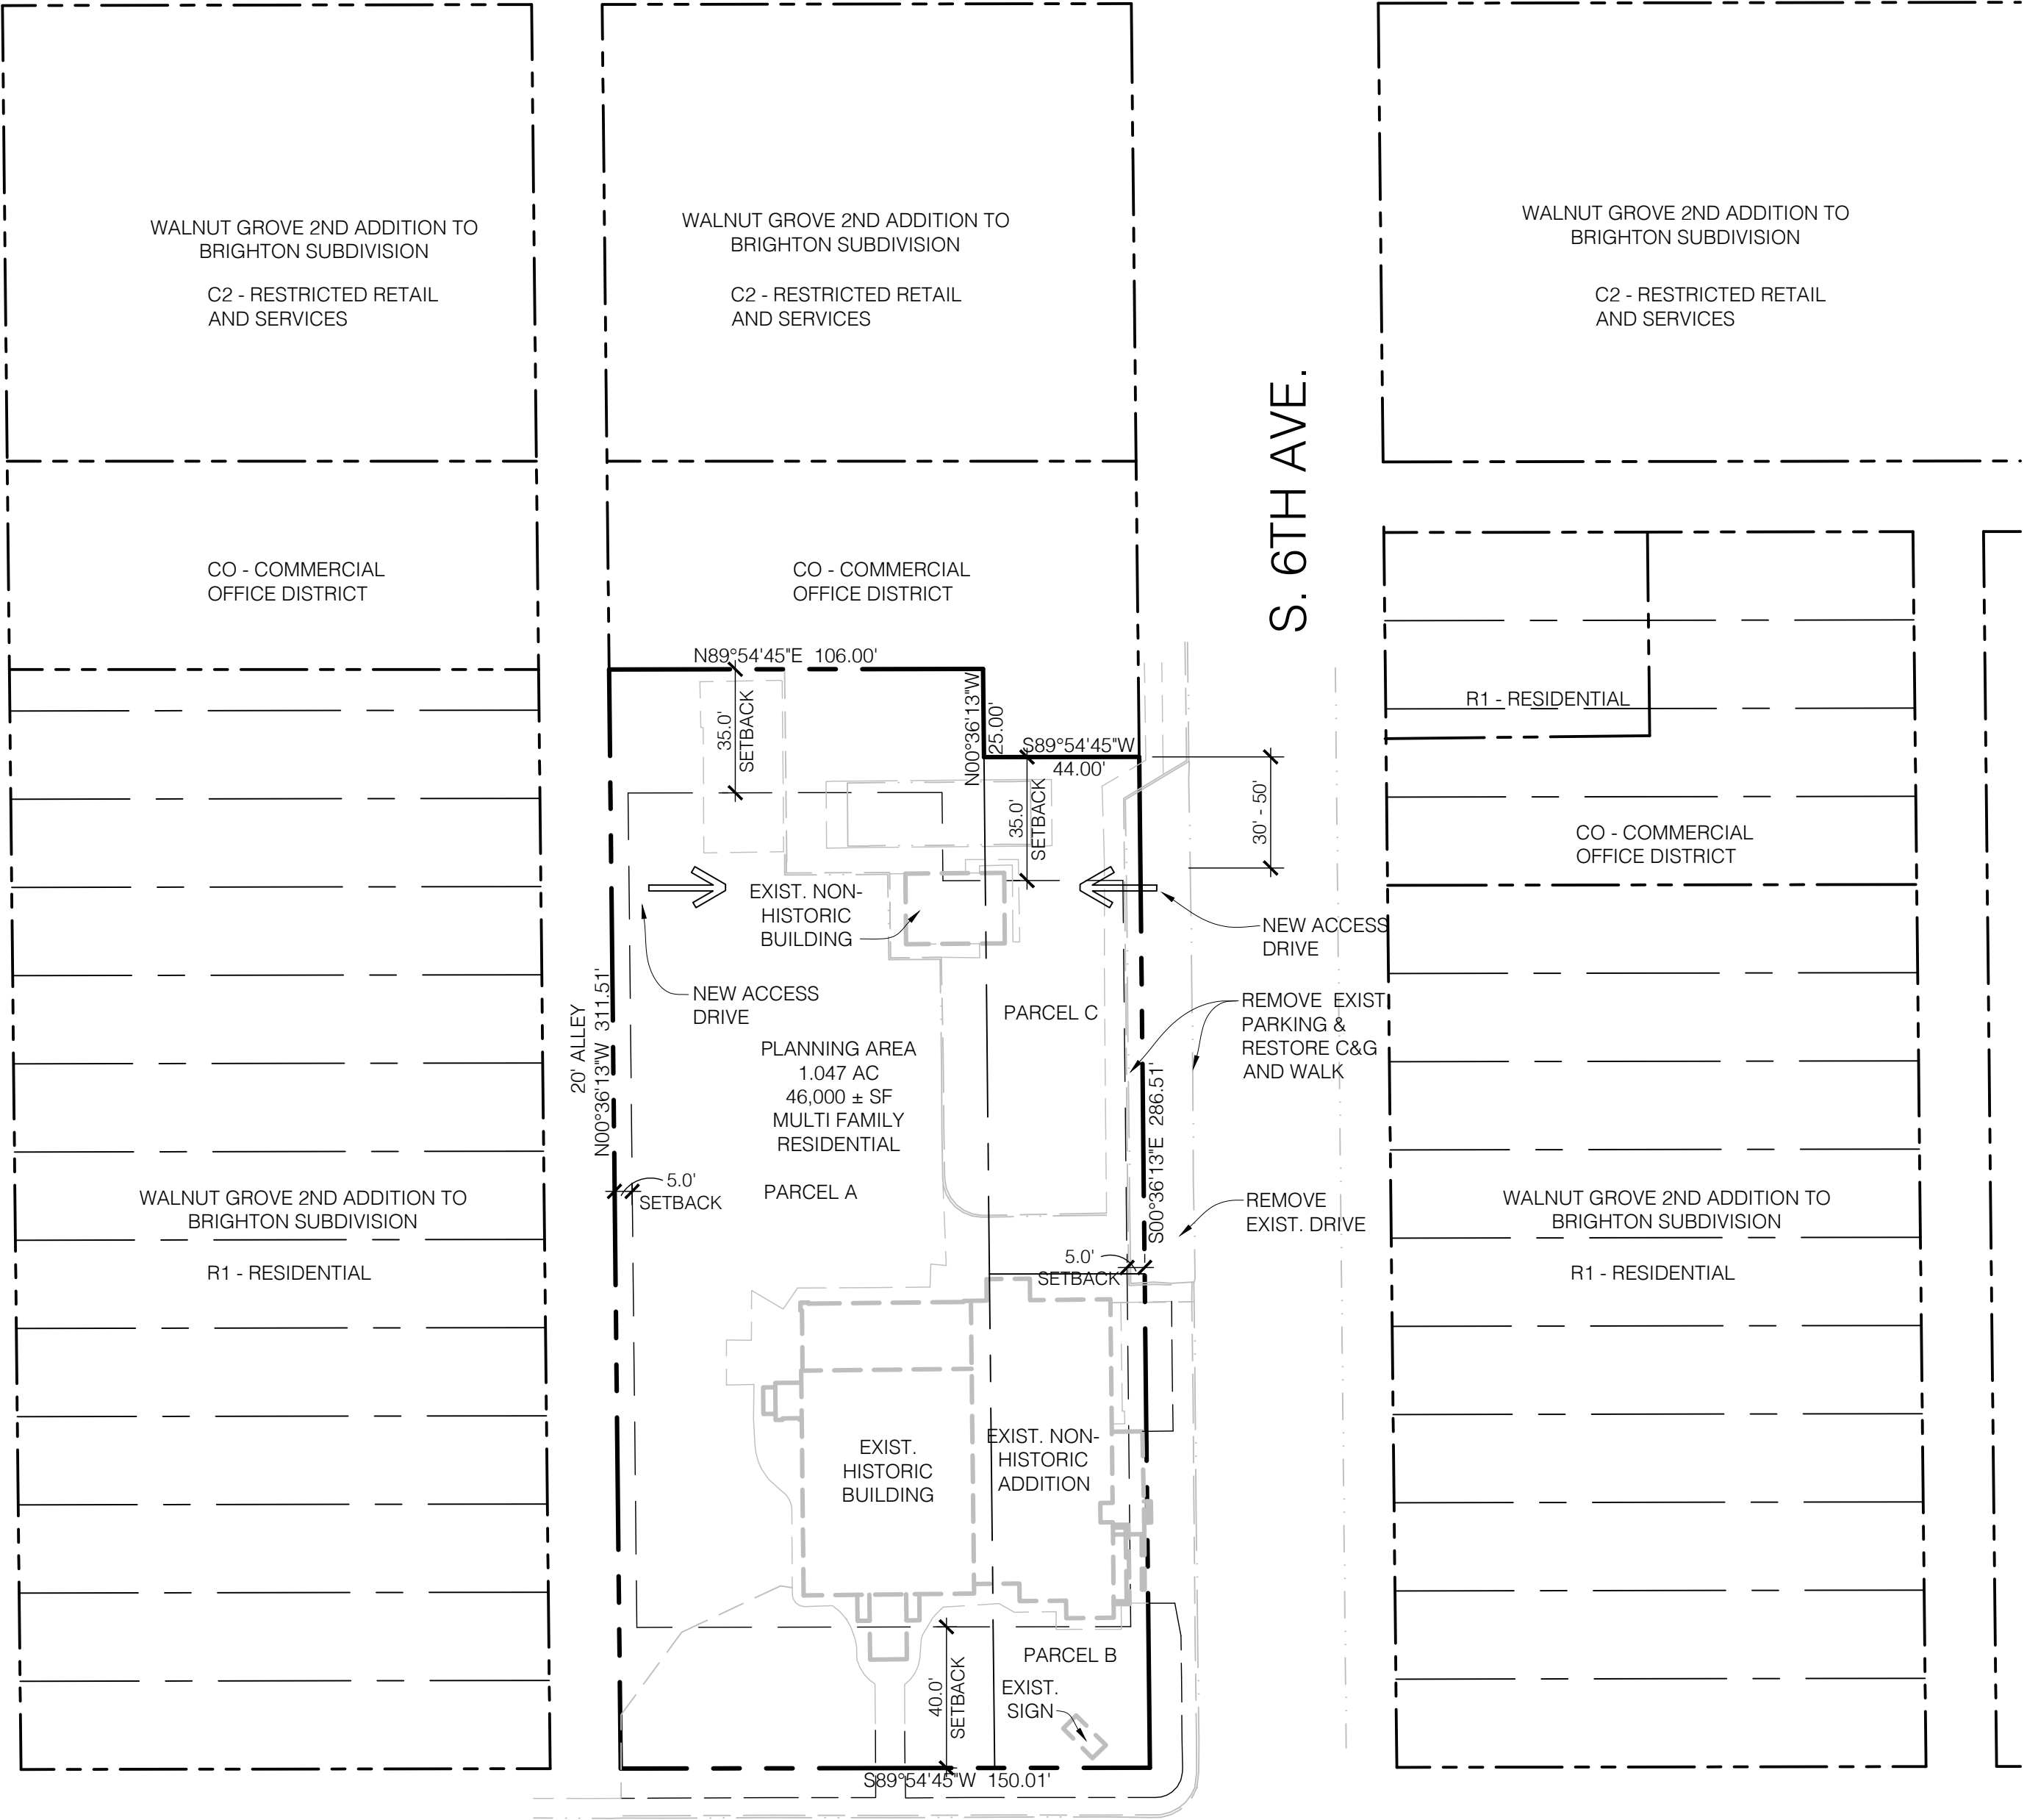 WALNUT GROVE 2ND ADDITION TO
BRIGHTON SUBDIVISION
C2 - RESTRICTED RETAIL
AND SERVICES
WALNUT GROVE 2ND ADDITION TO
BRIGHTON SUBDIVISION
C2 - RESTRICTED RETAIL
AND SERVICES
WALNUT GROVE 2ND ADDITION TO
BRIGHTON SUBDIVISION
C2 - RESTRICTED RETAIL
AND SERVICES
S. 6TH AVE.
CO - COMMERCIAL
OFFICE DISTRICT
CO - COMMERCIAL
OFFICE DISTRICT
N89°54'45"E 106.00'
35.0'
SETBACK
N00°36'13"W
25.00'
S89°54'45"W
44.00'
35.0'
SETBACK
30' - 50'
R1 - RESIDENTIAL
CO - COMMERCIAL
OFFICE DISTRICT
EXIST. NON-
HISTORIC
BUILDING
NEW ACCESS
DRIVE
NEW ACCESS
DRIVE
20' ALLEY
N00°36'13"W 311.51'
PARCEL C
REMOVE EXIST
PARKING &
RESTORE C&G
AND WALK
PLANNING AREA
1.047 AC
46,000 ± SF
MULTI FAMILY
RESIDENTIAL
S00°36'13"E 286.51'
5.0'
SETBACK
PARCEL A
REMOVE
EXIST. DRIVE
5.0'
SETBACK
WALNUT GROVE 2ND ADDITION TO
BRIGHTON SUBDIVISION
R1 - RESIDENTIAL
WALNUT GROVE 2ND ADDITION TO
BRIGHTON SUBDIVISION
R1 - RESIDENTIAL
EXIST.
HISTORIC
BUILDING
EXIST. NON-
HISTORIC
ADDITION
PARCEL B
40.0'
SETBACK
EXIST.
SIGN
S89°54'45"W 150.01'